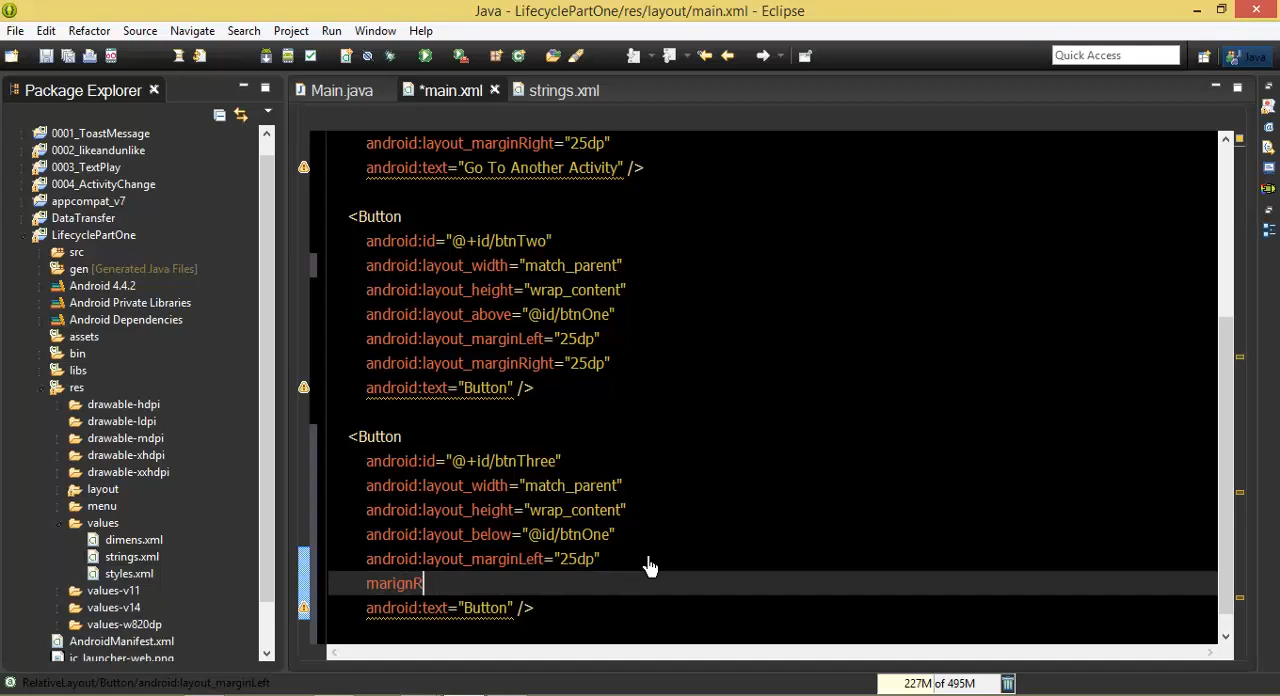 Java - LifecyclePartOne/res/layout/main.xml - Eclipse
File Edit Refactor Source Navigate Search Project Run Window Help
Quick Access
Java
Package Explorer
Main.java
*main.xml
strings.xml
0001_ToastMessage
0002_likeandunlike
0003_TextPlay
0004_ActivityChange
appcompat_v7
DataTransfer
LifecyclePartOne
src
gen [Generated Java Files]
Android 4.4.2
Android Private Libraries
Android Dependencies
assets
bin
libs
res
drawable-hdpi
drawable-ldpi
drawable-mdpi
drawable-xhdpi
drawable-xxhdpi
layout
menu
values
dimens.xml
strings.xml
styles.xml
values-v11
values-v14
values-w820dp
AndroidManifest.xml
ic_launcher-web.png
android:layout_marginRight="25dp"
android:text="Go To Another Activity" />
<Button
android:id="@+id/btnTwo"
android:layout_width="match_parent"
android:layout_height="wrap_content"
android:layout_above="@id/btnOne"
android:layout_marginLeft="25dp"
android:layout_marginRight="25dp"
android:text="Button" />
<Button
android:id="@+id/btnThree"
android:layout_width="match_parent"
android:layout_height="wrap_content"
android:layout_below="@id/btnOne"
android:layout_marginLeft="25dp"
marignR
android:text="Button" />
RelativeLayout/Button/android:layout_marginLeft
227M of 495M